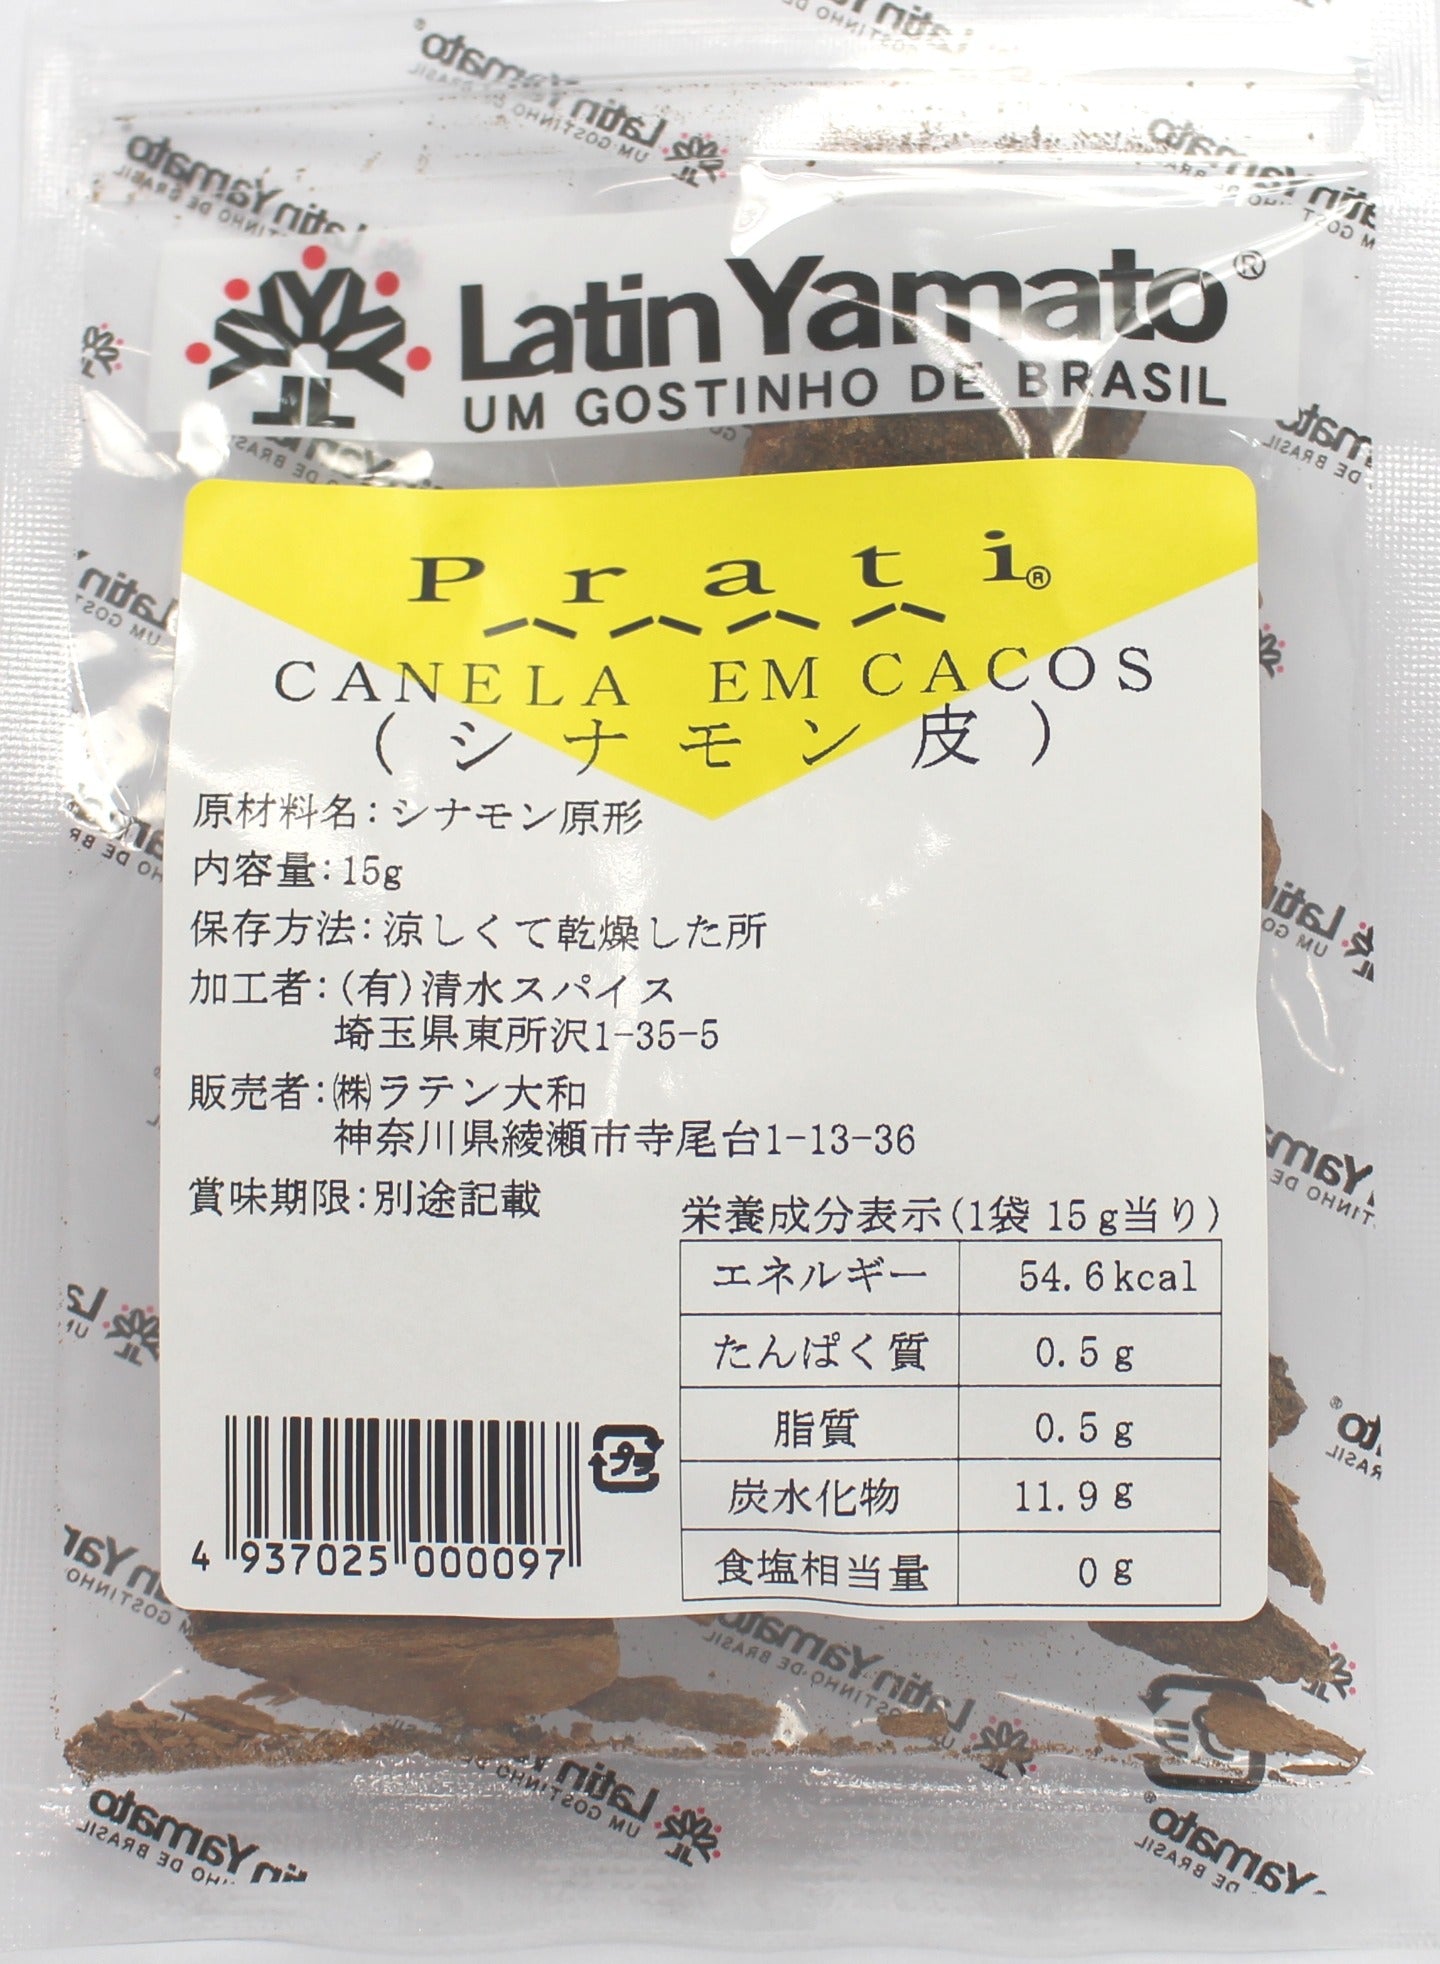 Latin Yamato®
UM GOSTINHO DE BRASIL
Prati®
CANELA EM CACOS
(シナモン皮)
原材料名:シナモン原形
内容量:15g
保存方法:涼しくて乾燥した所
加工者:(有)清水スパイス
埼玉県東所沢1-35-5
販売者:㈱ラテン大和
神奈川県綾瀬市寺尾台1-13-36
賞味期限:別途記載
栄養成分表示(1袋 15g当り)
エネルギー 54.6kcal
たんぱく質 0.5g
脂質 0.5g
炭水化物 11.9g
食塩相当量 0g
プラ
4 937025 000097